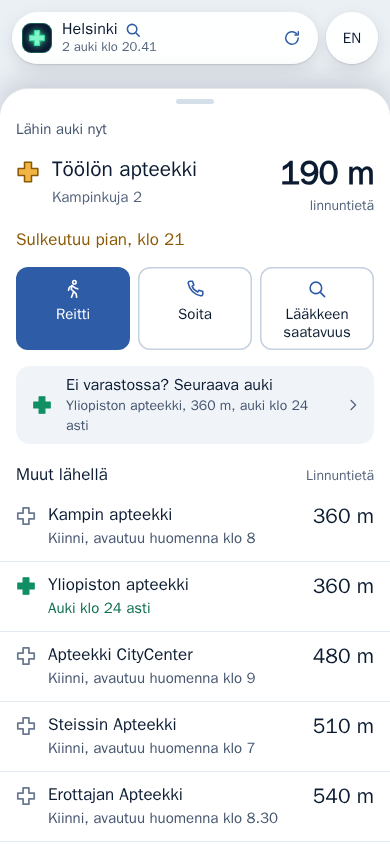 Helsinki
2 auki klo 20.41
EN
Lähin auki nyt
Töölön apteekki
190 m
Kampinkuja 2
linnuntietä
Sulkeutuu pian, klo 21
Reitti
Soita
Lääkkeen
saatavuus
Ei varastossa? Seuraava auki
Yliopiston apteekki, 360 m, auki klo 24
asti
Muut lähellä
Linnuntietä
Kampin apteekki
360 m
Kiinni, avautuu huomenna klo 8
Yliopiston apteekki
360 m
Auki klo 24 asti
Apteekki CityCenter
480 m
Kiinni, avautuu huomenna klo 9
Steissin Apteekki
510 m
Kiinni, avautuu huomenna klo 7
Erottajan Apteekki
540 m
Kiinni, avautuu huomenna klo 8.30